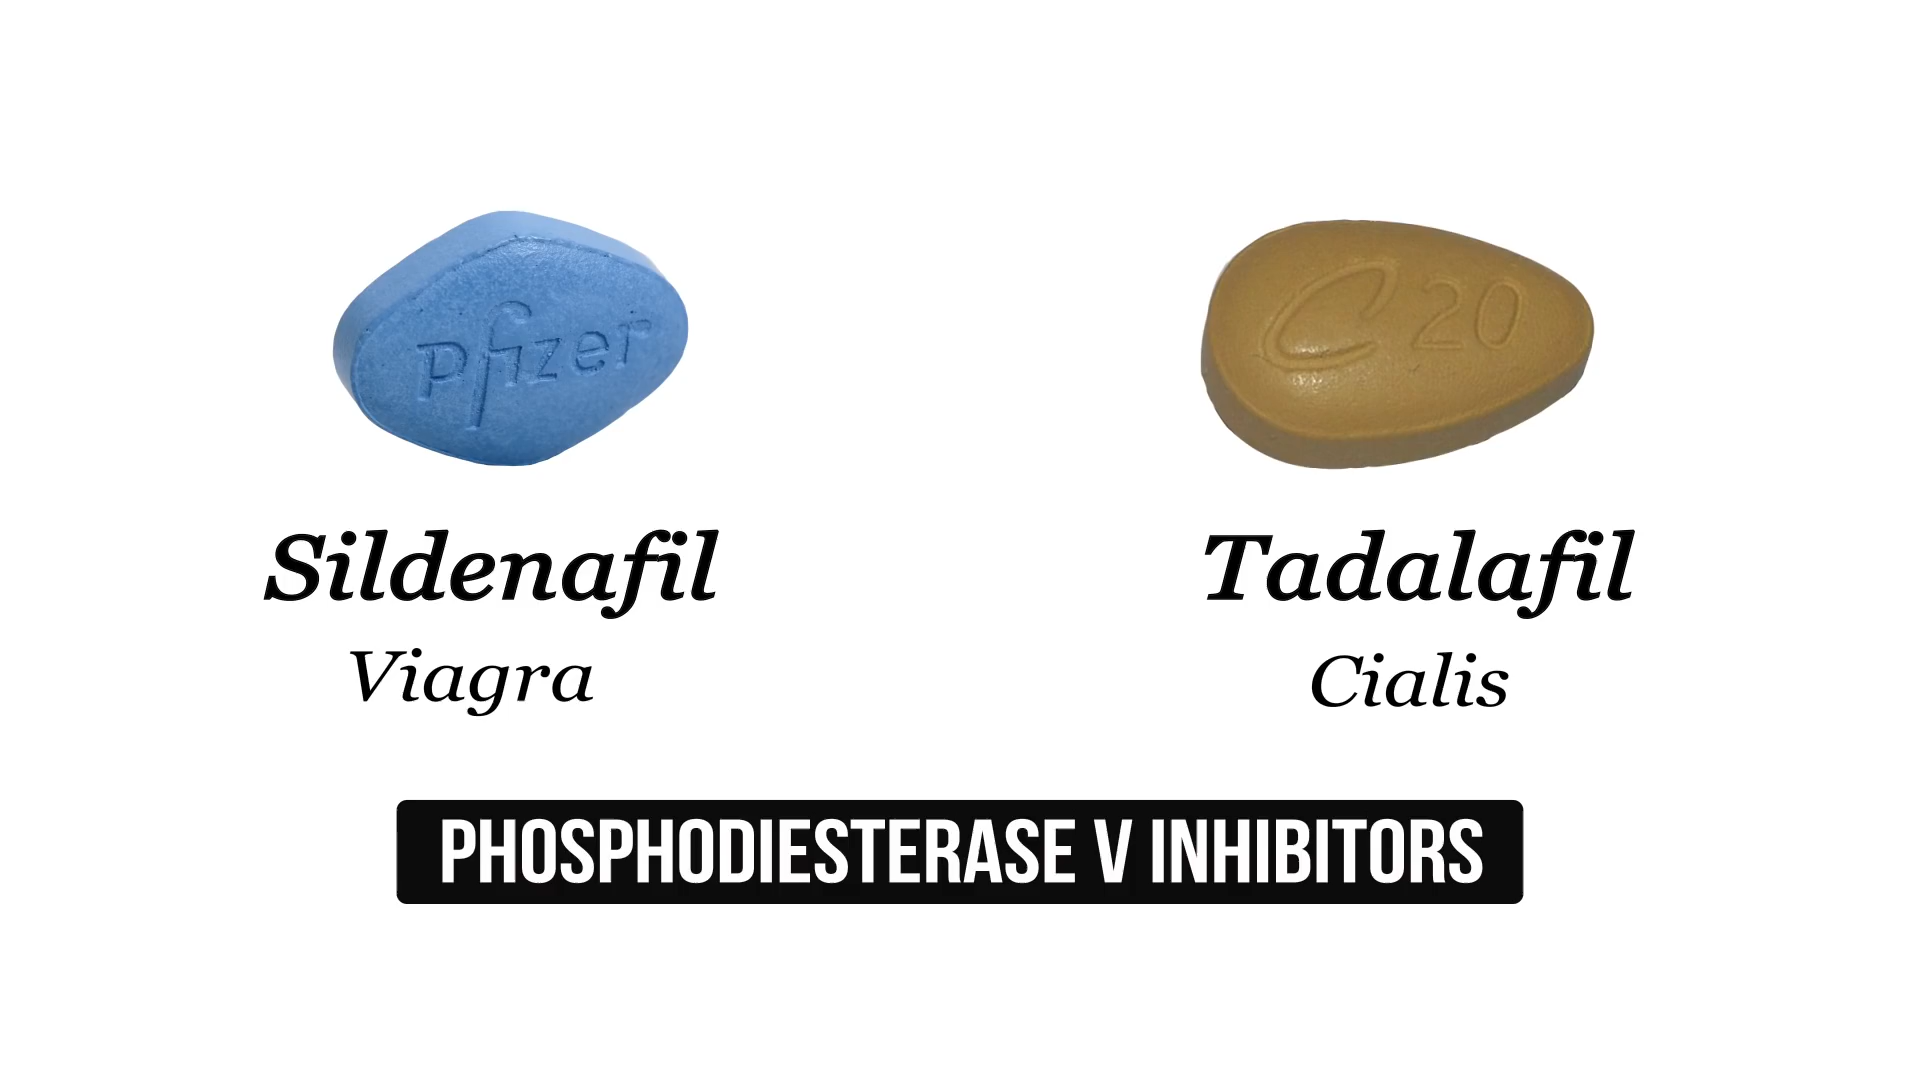 Pfizer
C 20
Sildenafil
Tadalafil
Viagra
Cialis
PHOSPHODIESTERASE V INHIBITORS